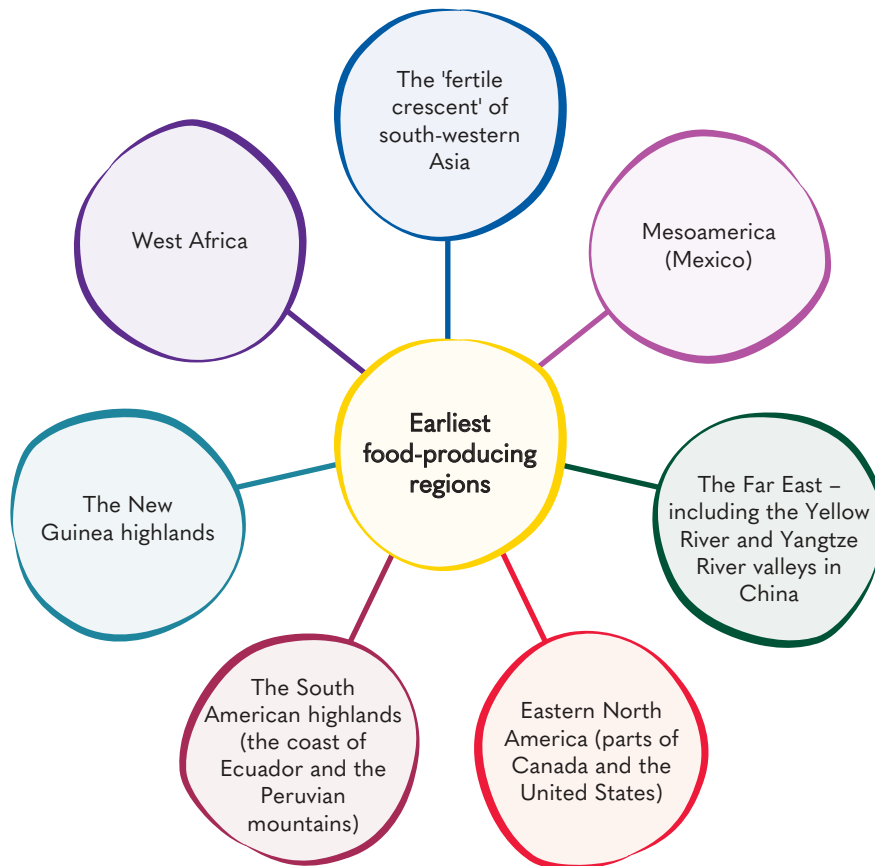 The 'fertile
crescent' of
south-western
Asia
West Africa
Mesoamerica
(Mexico)
Earliest
food-producing
regions
The New
Guinea highlands
The Far East –
including the Yellow
River and Yangtze
River valleys in
China
The South
American highlands
(the coast of
Ecuador and the
Peruvian
mountains)
Eastern North
America (parts of
Canada and the
United States)